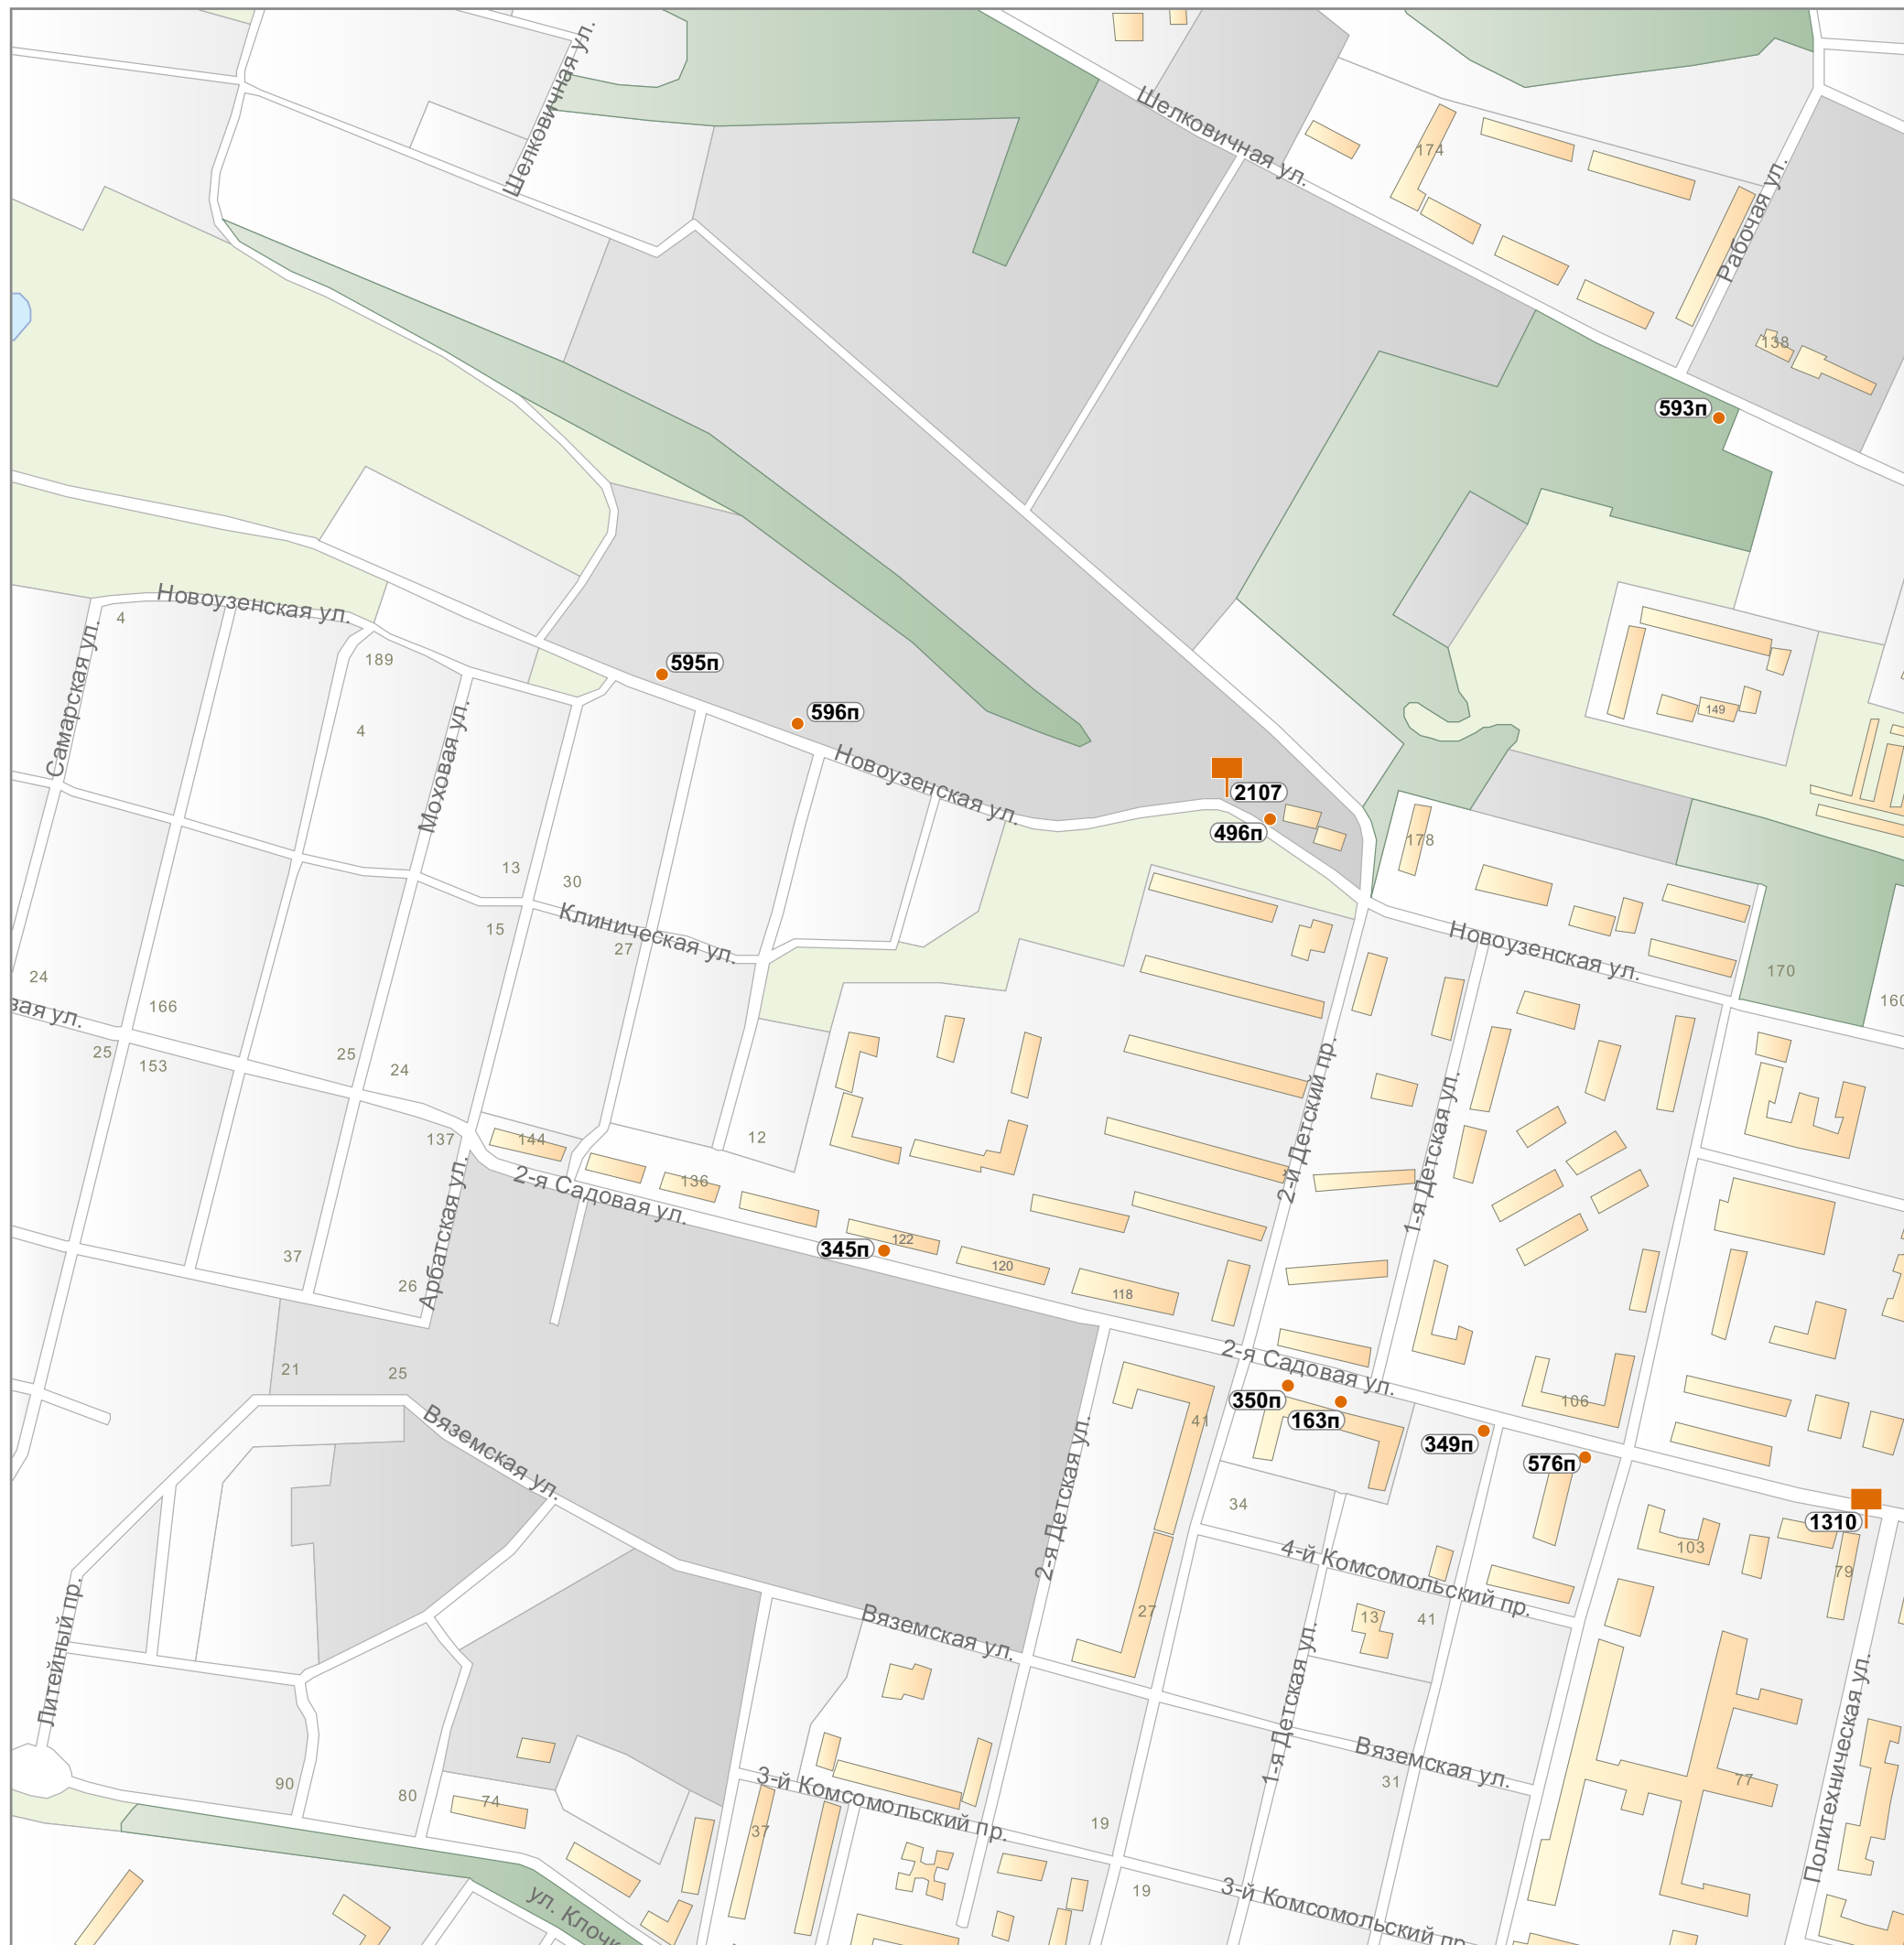 Шелковичная ул.
Шелковичная ул.
174
Рабочая ул.
138
593п
Новоузенская ул.
4
189
595п
Самарская ул.
4
596п
149
Моховая ул.
Новоузенская ул.
2107
496п
178
13
30
Клиническая ул.
15
27
Новоузенская ул.
24
170
166
160
вая ул.
25
25
153
24
2-й Детский пр.
1-я Детская ул.
137
144
12
136
2-я Садовая ул.
Арбатская ул.
122
345п
37
120
26
118
21
25
2-я Садовая ул.
350п
163п
106
41
349п
Вяземская ул.
576п
2-я Детская ул.
34
1310
4-й Комсомольский пр.
103
79
27
13
41
Вяземская ул.
Литейный пр.
1-я Детская ул.
Политехническая ул.
Вяземская ул.
90
80
74
3-й Комсомольский пр.
31
77
37
19
19
3-й Комсомольский пр.
ул. Клочк